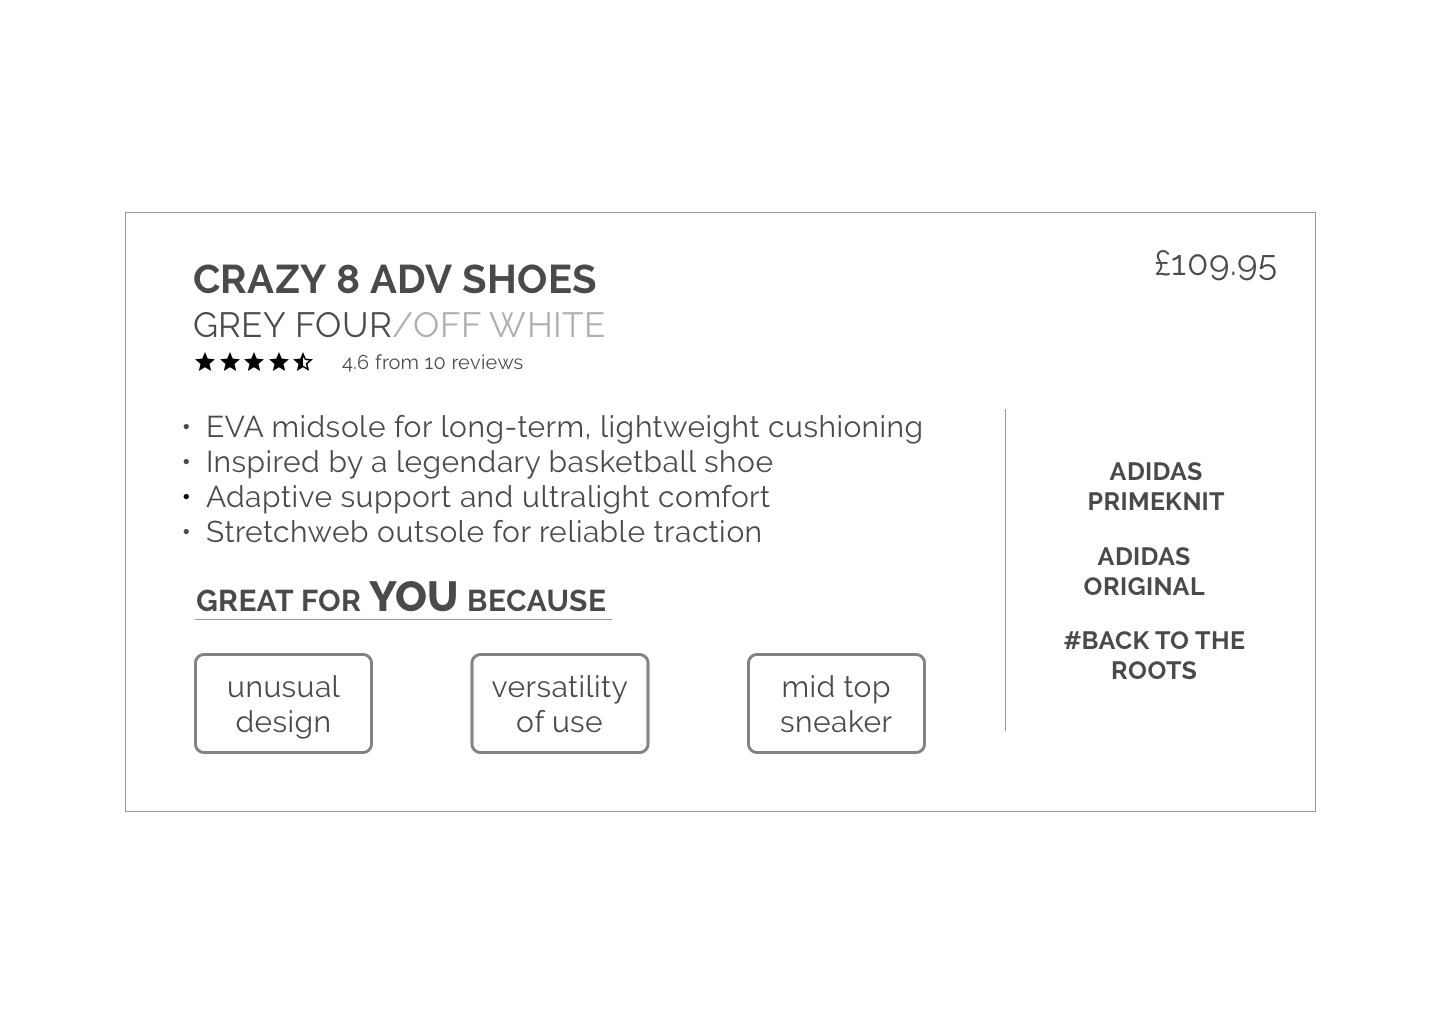 CRAZY 8 ADV SHOES
£109.95
GREY FOUR/OFF WHITE
4.6 from 10 reviews
• EVA midsole for long-term, lightweight cushioning
• Inspired by a legendary basketball shoe
• Adaptive support and ultralight comfort
• Stretchweb outsole for reliable traction
GREAT FOR YOU BECAUSE
unusual
design
versatility
of use
mid top
sneaker
ADIDAS
PRIMEKNIT
ADIDAS
ORIGINAL
#BACK TO THE
ROOTS